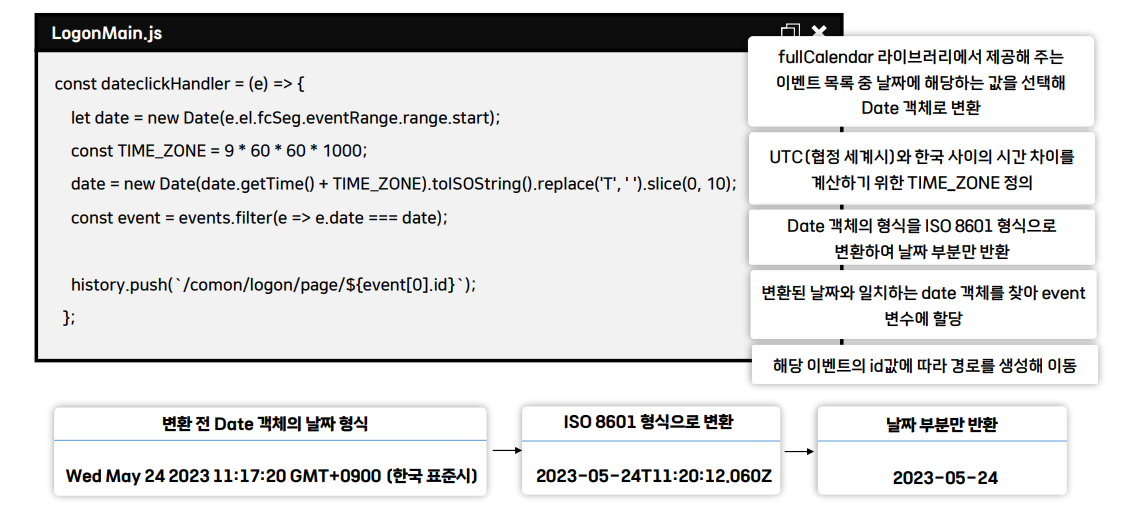 LogonMain.js
const dateclickHandler = (e) => {
let date = new Date(e.el.fcSeg.eventRange.range.start);
const TIME_ZONE = 9 * 60 * 60 * 1000;
date = new Date(date.getTime() + TIME_ZONE).toISOString().replace('T', ' ').slice(0, 10);
const event = events.filter(e => e.date === date);
history.push(`/comon/logon/page/${event[0].id}`);
};
fullCalendar 라이브러리에서 제공해 주는
이벤트 목록 중 날짜에 해당하는 값을 선택해
Date 객체로 변환
UTC(협정 세계시)와 한국 사이의 시간 차이를
계산하기 위한 TIME_ZONE 정의
Date 객체의 형식을 ISO 8601 형식으로
변환하여 날짜 부분만 반환
변환된 날짜와 일치하는 date 객체를 찾아 event
변수에 할당
해당 이벤트의 id값에 따라 경로를 생성해 이동
변환 전 Date 객체의 날짜 형식
Wed May 24 2023 11:17:20 GMT+0900 (한국 표준시)
ISO 8601 형식으로 변환
2023-05-24T11:20:12.060Z
날짜 부분만 반환
2023-05-24